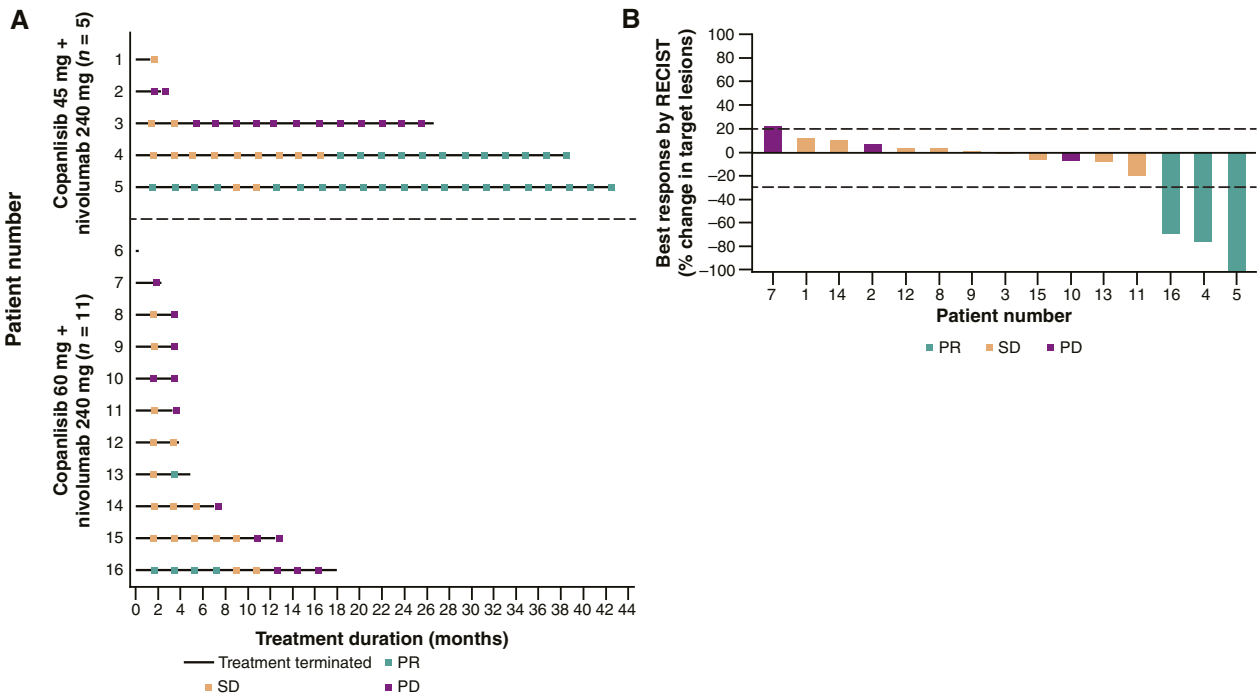 A
Patient number
Copanlisib 45 mg +
nivolumab 240 mg (n = 5)
1
2
3
4
5
Copanlisib 60 mg +
nivolumab 240 mg (n = 11)
6
7
8
9
10
11
12
13
14
15
16
0 2 4 6 8 10 12 14 16 18 20 22 24 26 28 30 32 34 36 38 40 42 44
Treatment duration (months)
Treatment terminated PR
SD PD
B
Best response by RECIST
(% change in target lesions)
100
80
60
40
20
0
–20
–40
–60
–80
–100
7 1 14 2 12 8 9 3 15 10 13 11 16 4 5
Patient number
PR SD PD